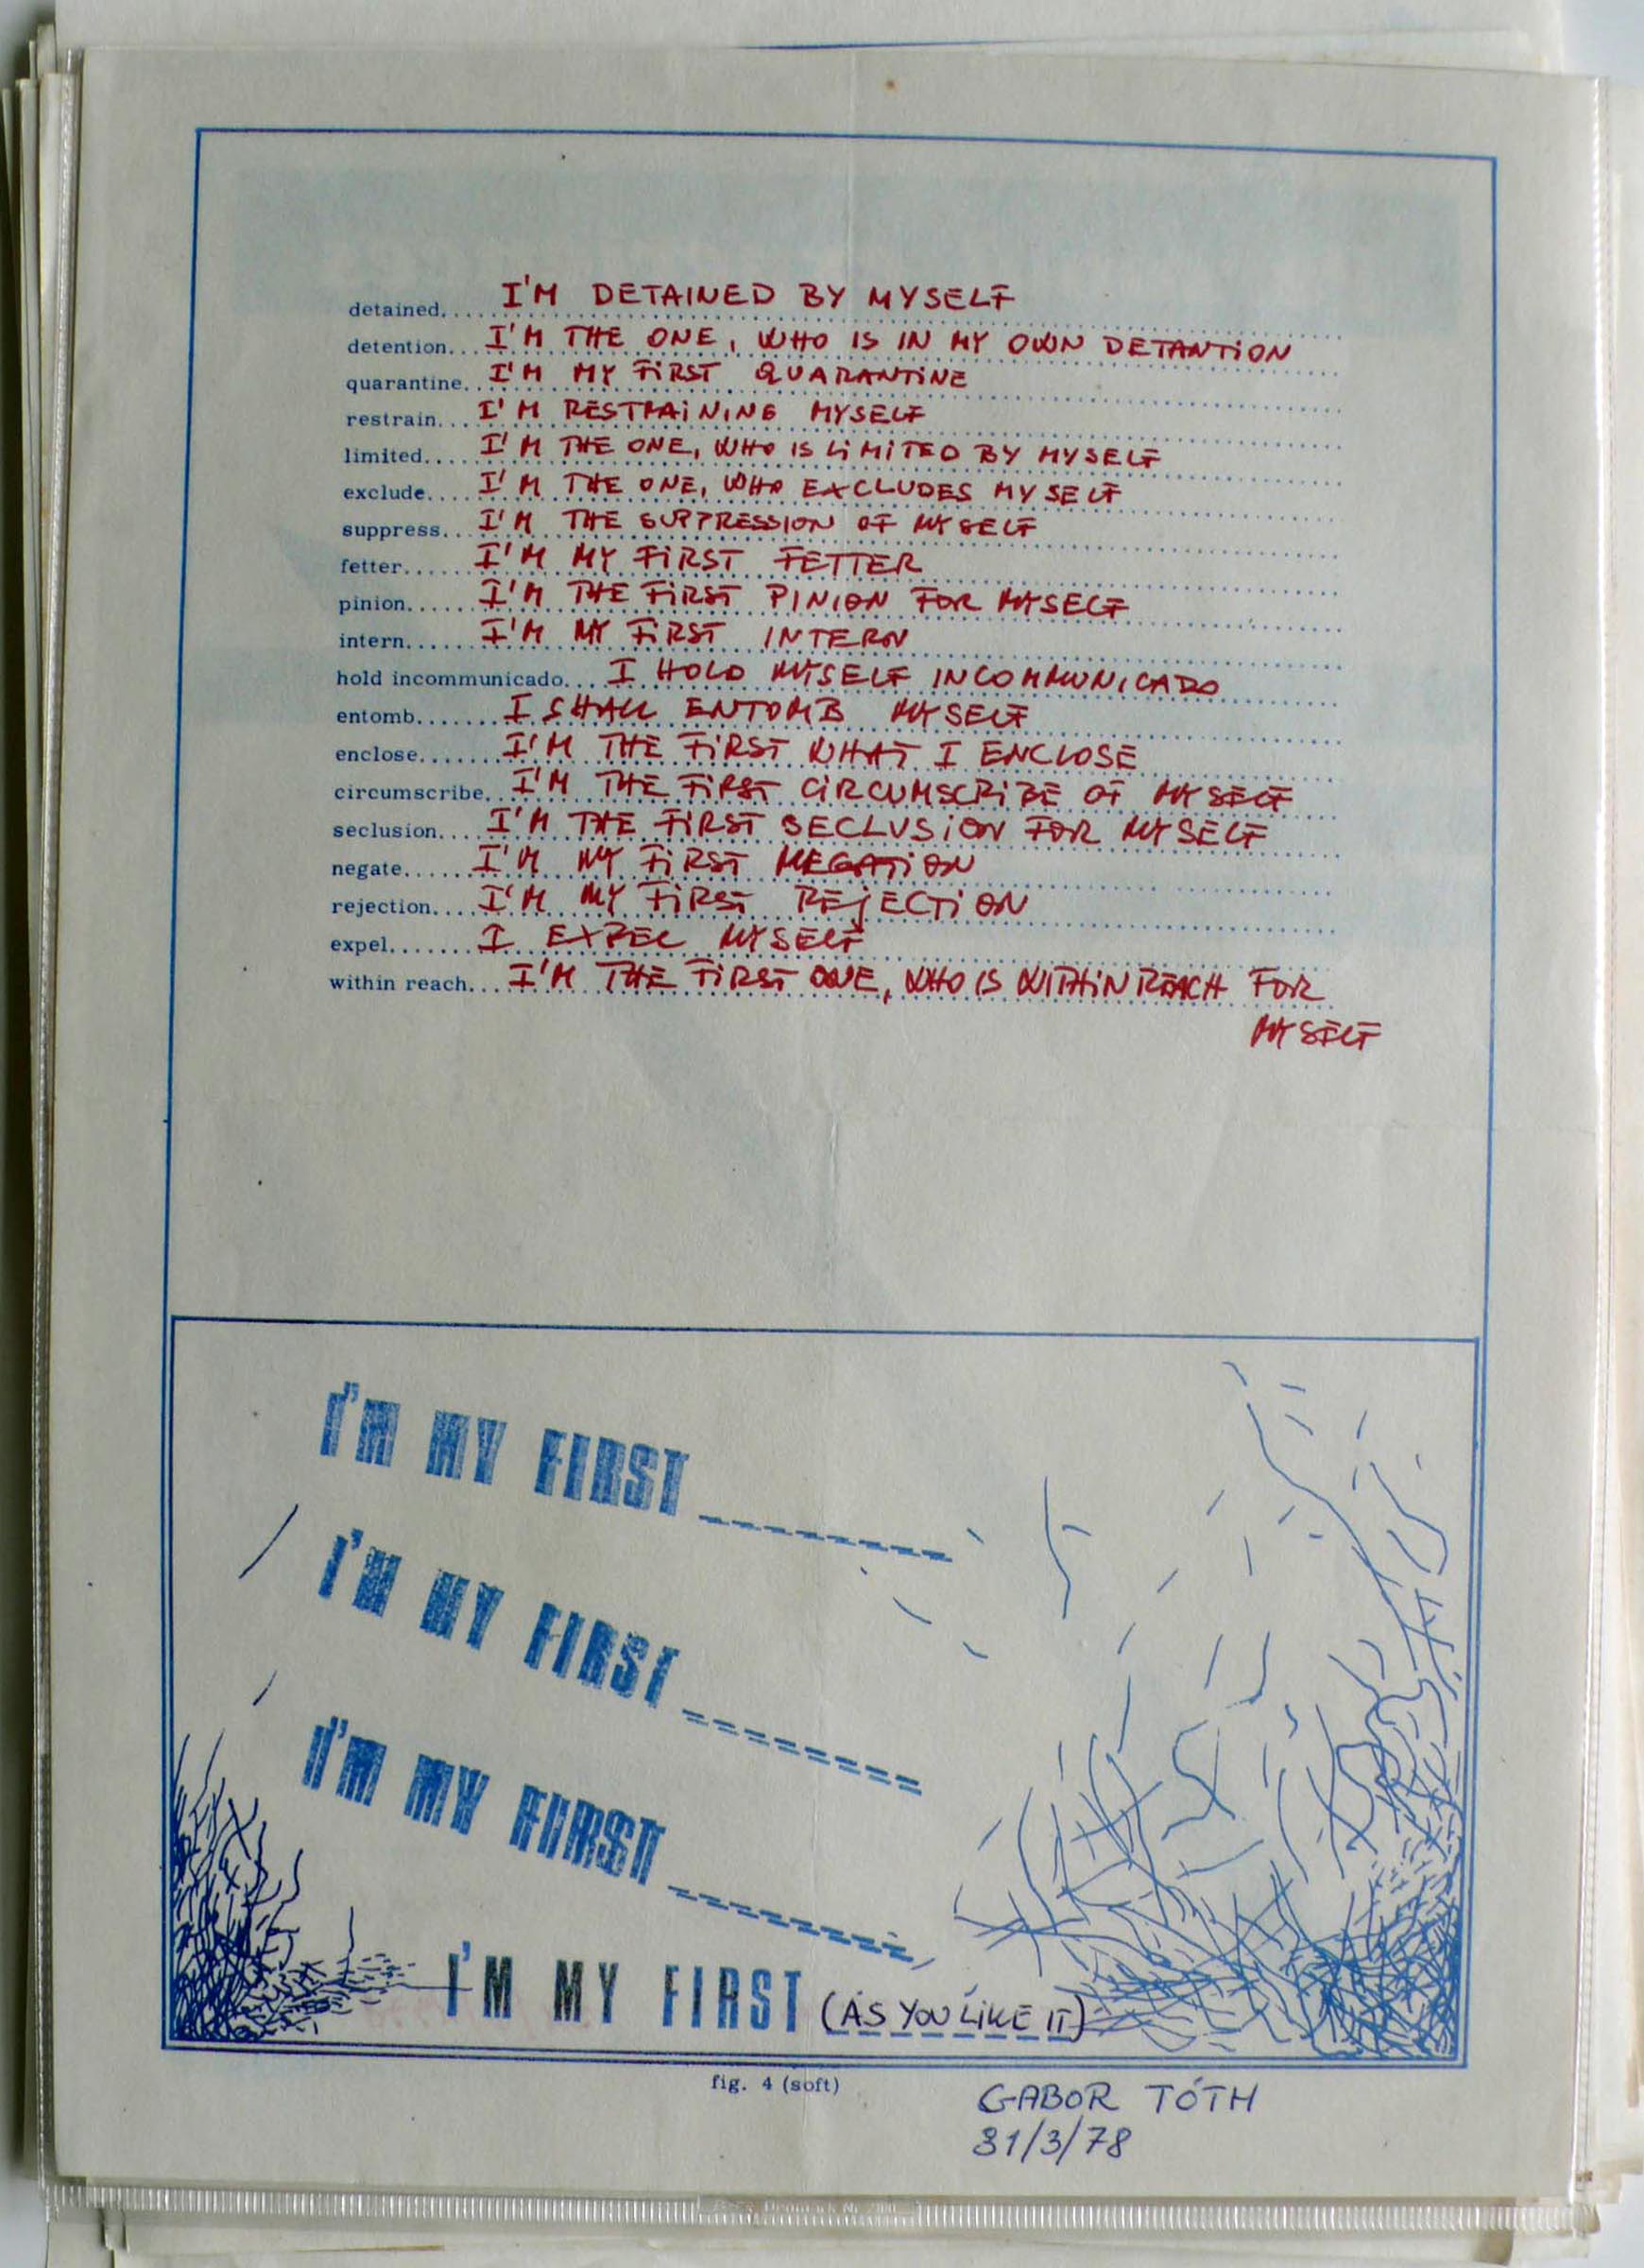 detained.... I'M DETAINED BY MYSELF
detention... I'M THE ONE, WHO IS IN MY OWN DETANTION
quarantine.. I'M MY FIRST QUARANTINE
restrain.... I'M RESTRAINING MYSELF
limited..... I'M THE ONE, WHO IS LIMITED BY MYSELF
exclude..... I'M THE ONE, WHO EXCLUDES MYSELF
suppress.... I'M THE SUPPRESSION OF MYSELF
fetter...... I'M MY FIRST FETTER
pinion...... I'M THE FIRST PINION FOR MYSELF
intern...... I'M MY FIRST INTERN
hold incommunicado.... I HOLD MYSELF INCOMMUNICADO
entomb....... I SHALL ENTOMB MYSELF
enclose...... I'M THE FIRST WHAT I ENCLOSE
circumscribe. I'M THE FIRST CIRCUMSCRIBE OF MYSELF
seclusion.... I'M THE FIRST SECLUSION FOR MYSELF
negate...... I'M MY FIRST NEGATION
rejection.... I'M MY FIRST REJECTION
expel....... I EXPEL MYSELF
within reach... I'M THE FIRST ONE, WHO IS WITHIN REACH FOR
MYSELF
I'M MY FIRST _________
I'M MY FIRST _________
I'M MY FIRST _________
I'M MY FIRST (AS YOU LIKE IT)
fig. 4 (soft)
GABOR TÓTH
31/3/78